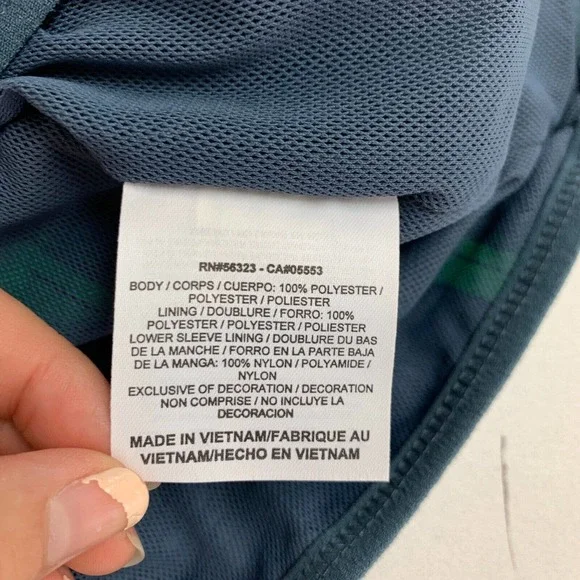 RN#56323 - CA#05553
BODY / CORPS / CUERPO: 100% POLYESTER /
POLYESTER / POLIESTER
LINING / DOUBLURE / FORRO: 100%
POLYESTER / POLYESTER / POLIESTER
LOWER SLEEVE LINING / DOUBLURE DU BAS
DE LA MANCHE / FORRO EN LA PARTE BAJA
DE LA MANGA: 100% NYLON / POLYAMIDE /
NYLON
EXCLUSIVE OF DECORATION / DECORATION
NON COMPRISE / NO INCLUYE LA
DECORACION
MADE IN VIETNAM/FABRIQUE AU
VIETNAM/HECHO EN VIETNAM